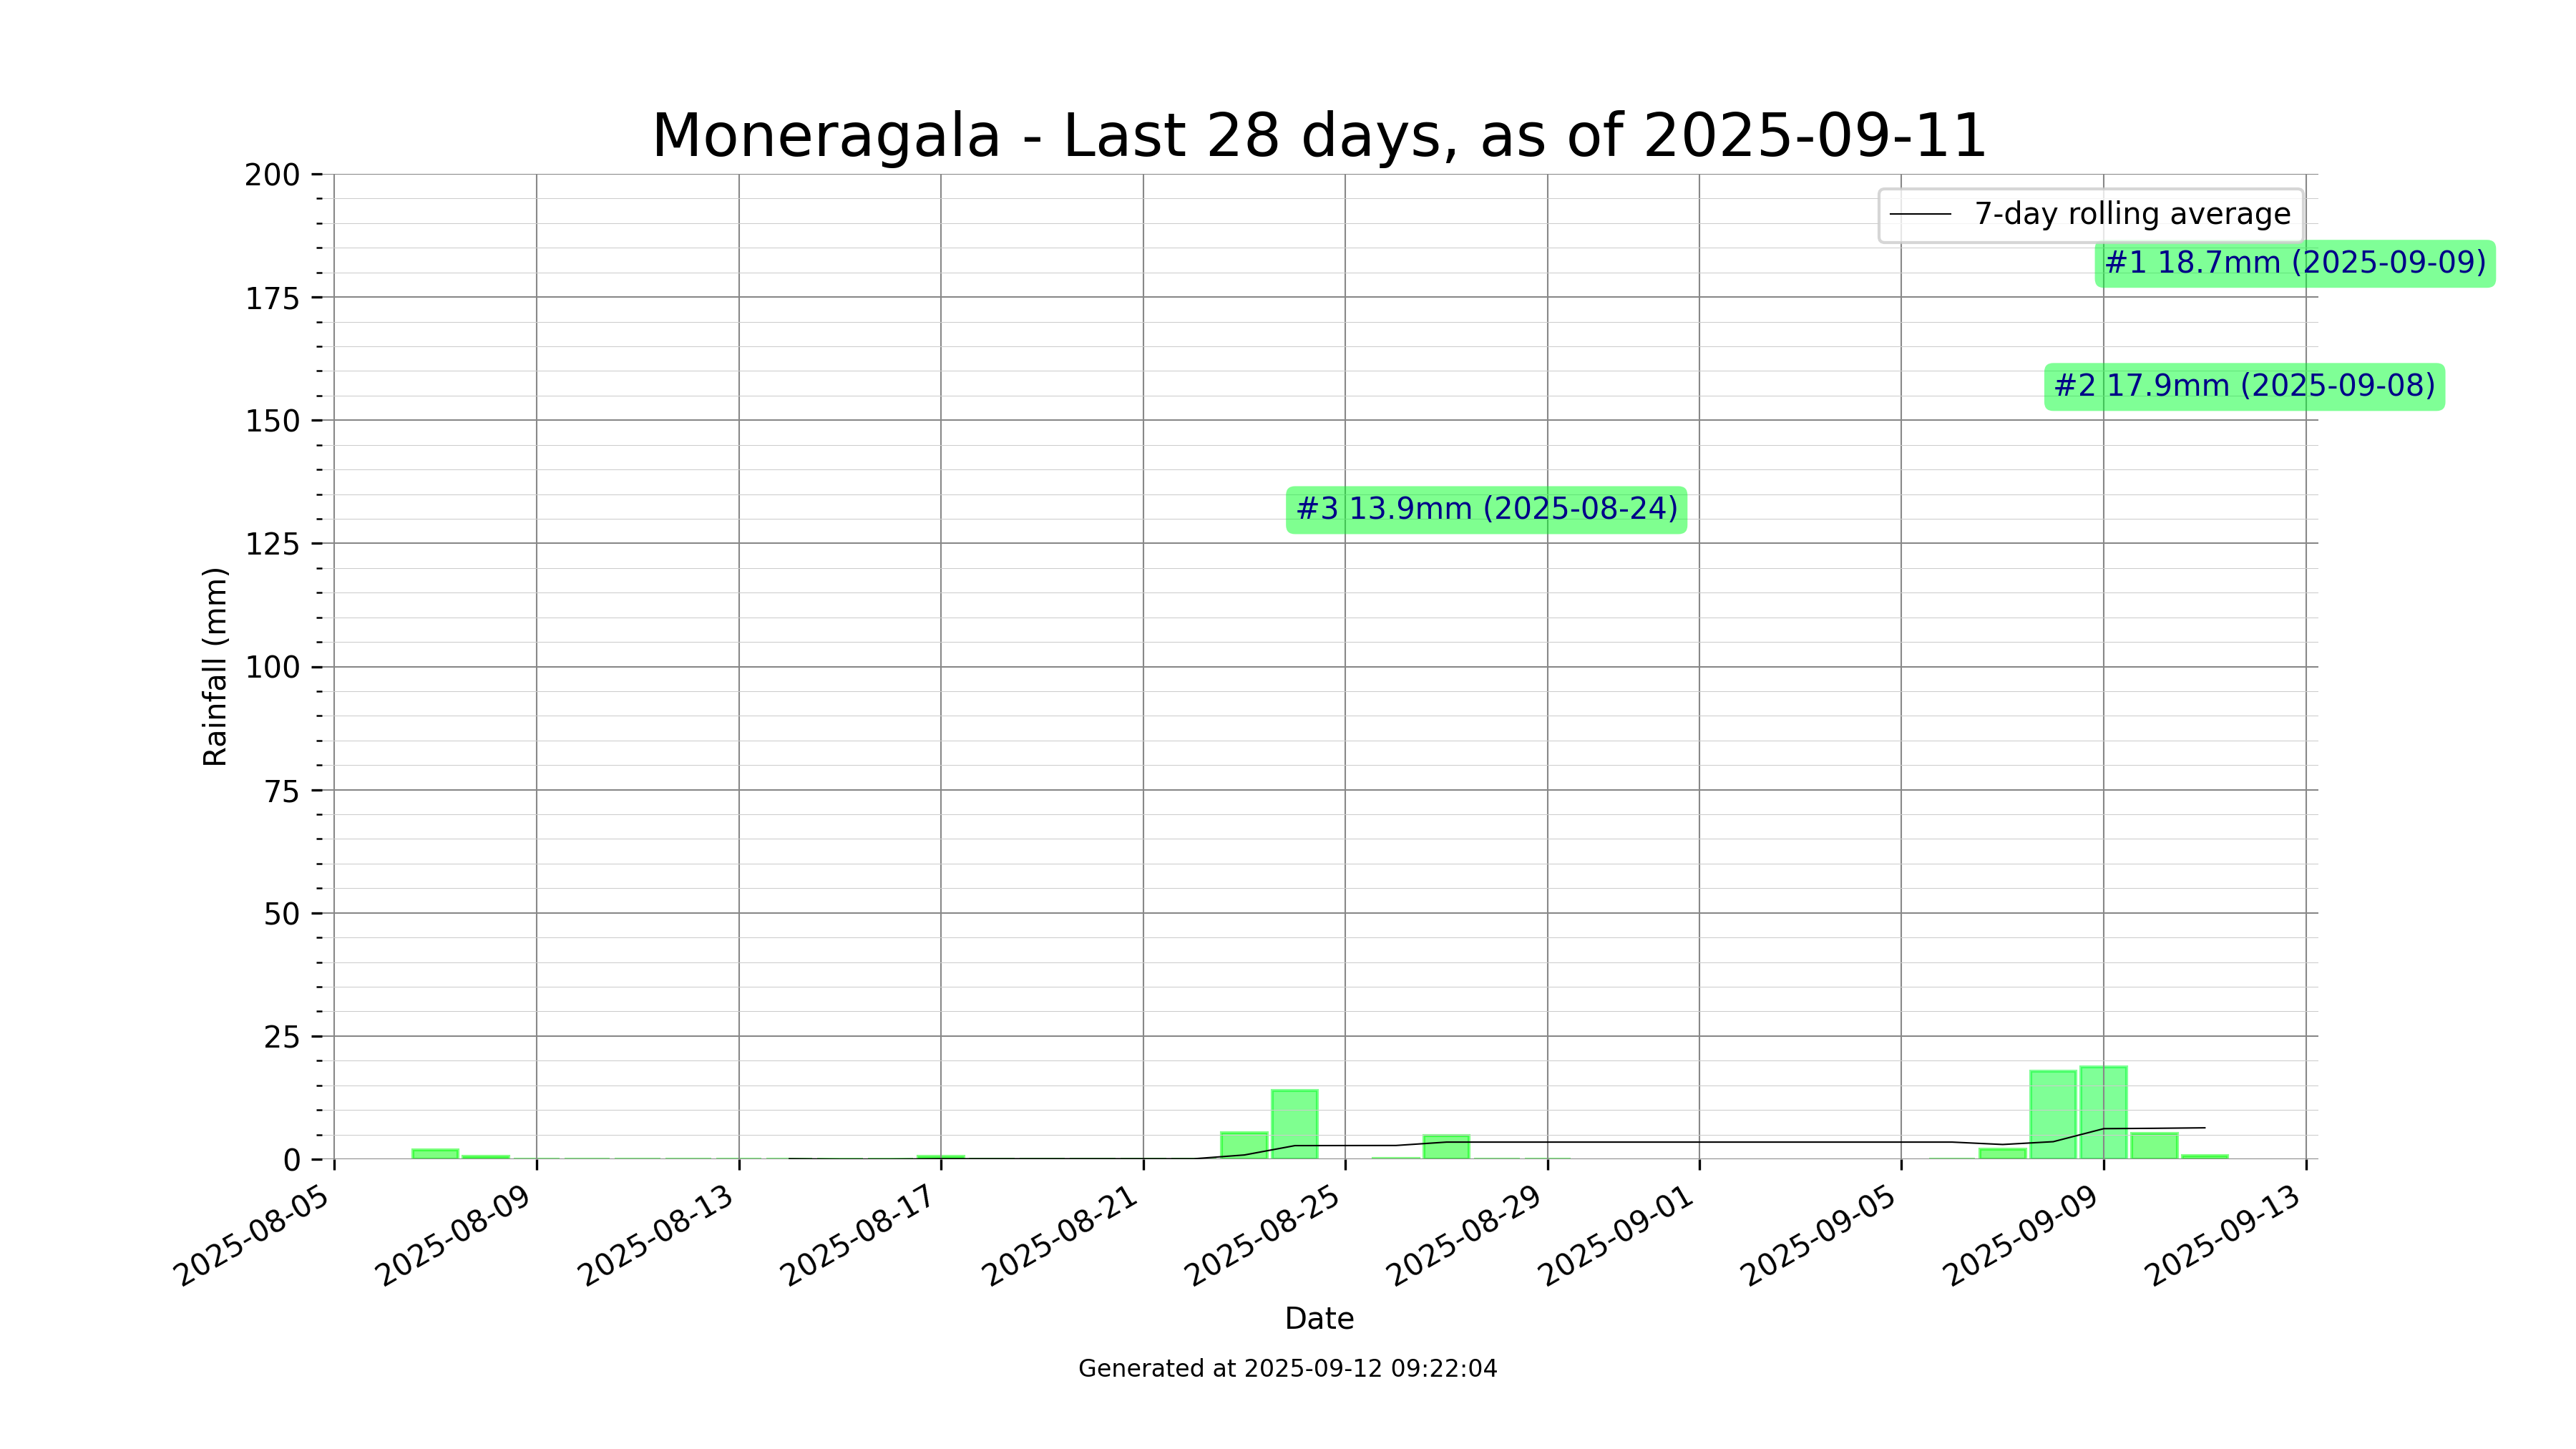 Moneragala - Last 28 days, as of 2025-09-11
200
175
150
125
100
75
50
25
0
Rainfall (mm)
7-day rolling average
#1 18.7mm (2025-09-09)
#2 17.9mm (2025-09-08)
#3 13.9mm (2025-08-24)
2025-08-05
2025-08-09
2025-08-13
2025-08-17
2025-08-21
2025-08-25
2025-08-29
2025-09-01
2025-09-05
2025-09-09
2025-09-13
Date
Generated at 2025-09-12 09:22:04